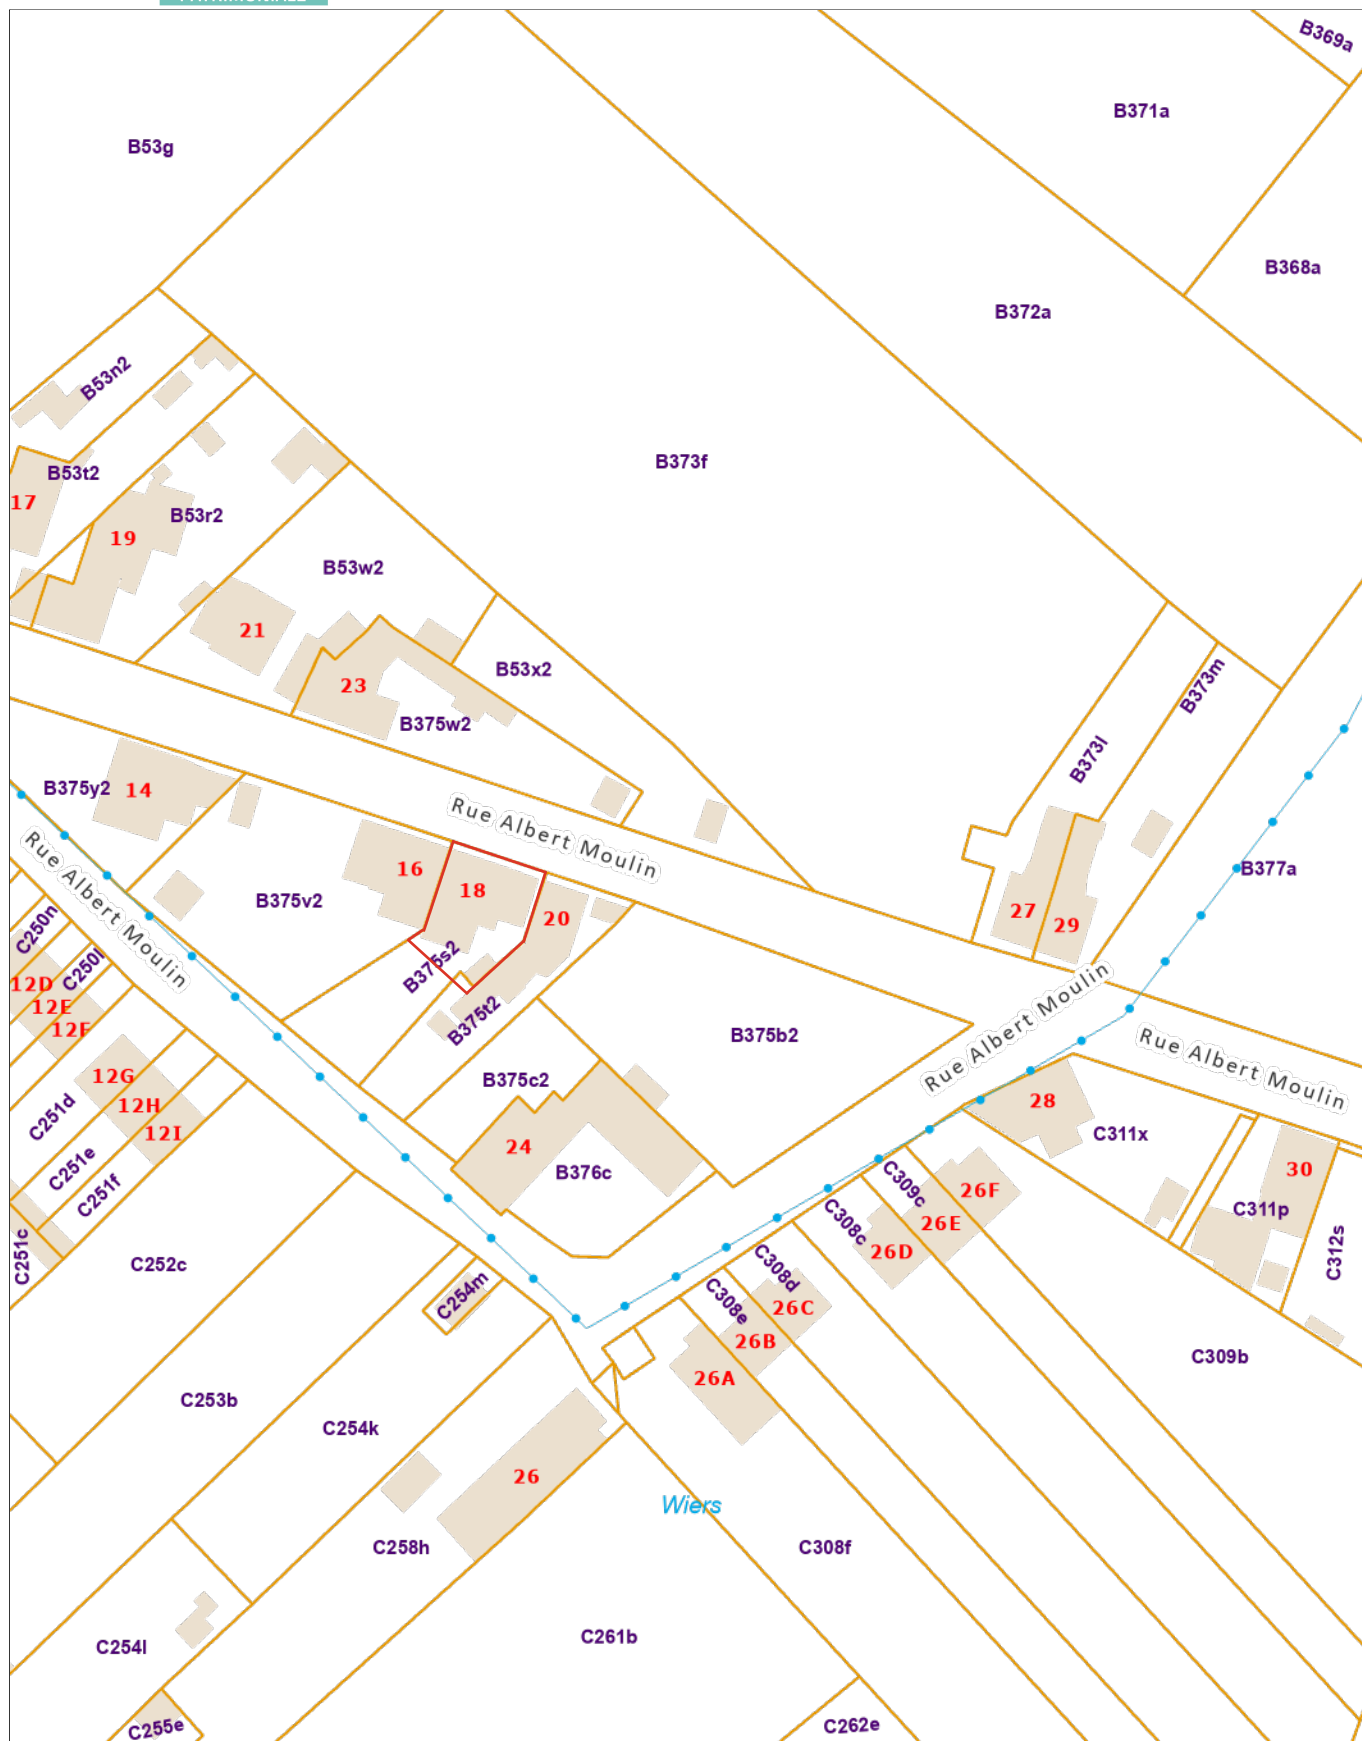 B369a
B371a
B53g
B368a
B372a
B53n2
B373f
B53t2
17
B53r2
19
B53w2
21
B53x2
B373m
23
B375w2
B373l
B375y2
14
Rue Albert Moulin
Rue Albert Moulin
16
18
B375v2
20
B377a
27
29
C250n
C250l
B375s2
12D
12E
12F
B375t2
B375b2
Rue Albert Moulin
Rue Albert Moulin
12G
B375c2
12H
28
C251d
12I
C311x
24
B376c
C251e
C309c
26F
30
C251f
C311p
26E
C308c
C251c
26D
C312s
C252c
C308d
C254m
C308e
26C
26B
C309b
26A
C253b
C254k
26
Wiers
C258h
C308f
C254l
C261b
C255e
C262e